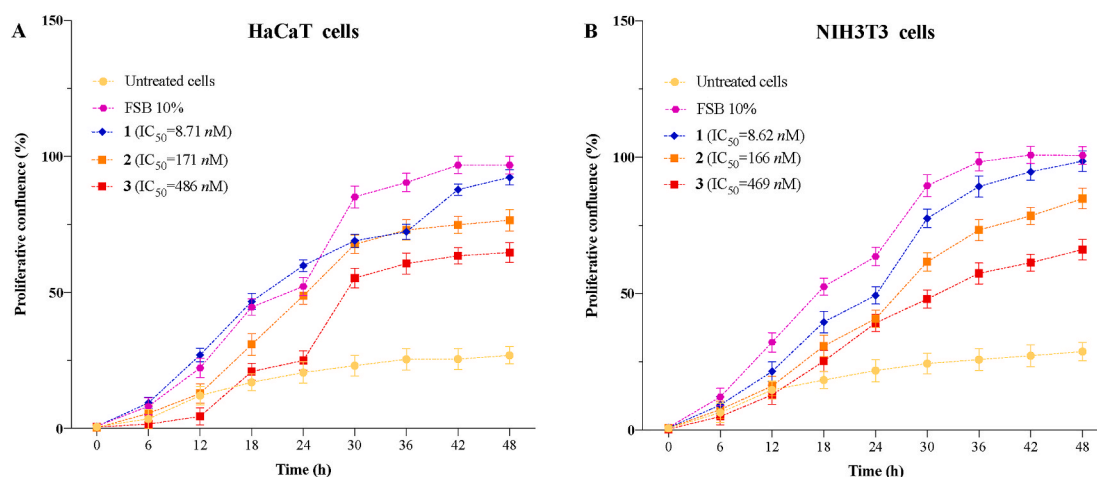 A
HaCaT cells
Proliferative confluence (%)
150
100
50
0
Untreated cells
FSB 10%
1 (IC50=8.71 nM)
2 (IC50=171 nM)
3 (IC50=486 nM)
0 6 12 18 24 30 36 42 48
Time (h)
B
NIH3T3 cells
Proliferative confluence (%)
150
100
50
0
Untreated cells
FSB 10%
1 (IC50=8.62 nM)
2 (IC50=166 nM)
3 (IC50=469 nM)
0 6 12 18 24 30 36 42 48
Time (h)